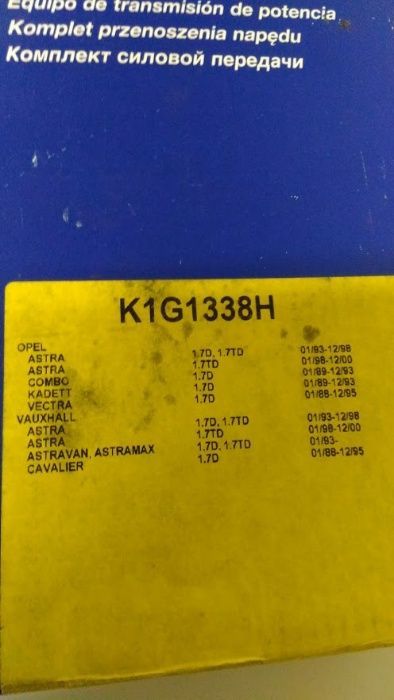 Equipo de transmisión de potencia
Komplet przenoszenia napędu
Комплект силовой передачи
K1G1338H
OPEL
ASTRA 1.7D, 1.7TD 01/93-12/98
ASTRA 1.7TD 01/98-12/00
COMBO 1.7D 01/89-12/93
KADETT 1.7D 01/89-12/93
VECTRA 1.7D 01/88-12/95
VAUXHALL
ASTRA 1.7D, 1.7TD 01/93-12/98
ASTRA 1.7TD 01/98-12/00
ASTRAVAN, ASTRAMAX 1.7D, 1.7TD 01/93-
CAVALIER 1.7D 01/88-12/95